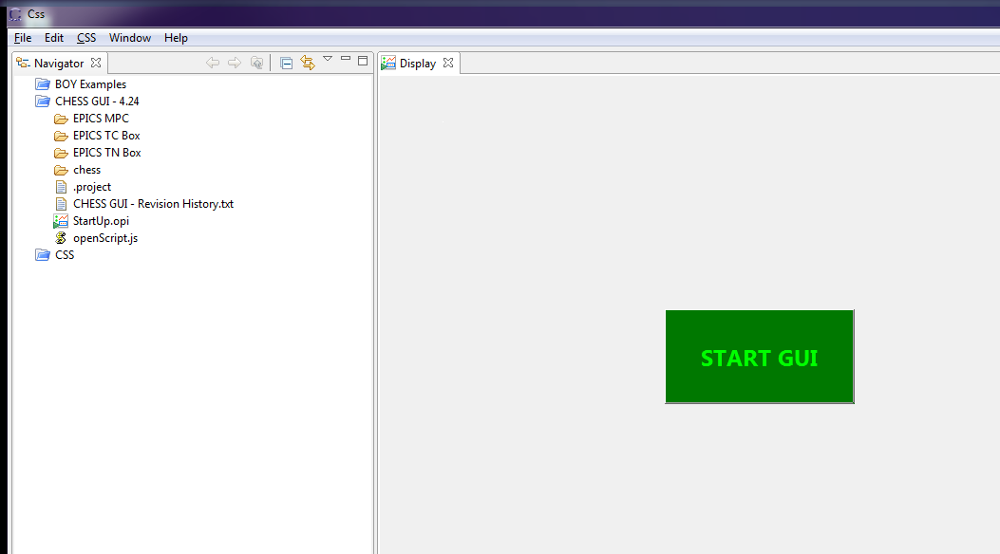 Css
File Edit CSS Window Help
Navigator
Display
BOY Examples
CHESS GUI - 4.24
EPICS MPC
EPICS TC Box
EPICS TN Box
chess
.project
CHESS GUI - Revision History.txt
StartUp.opi
openScript.js
CSS
START GUI